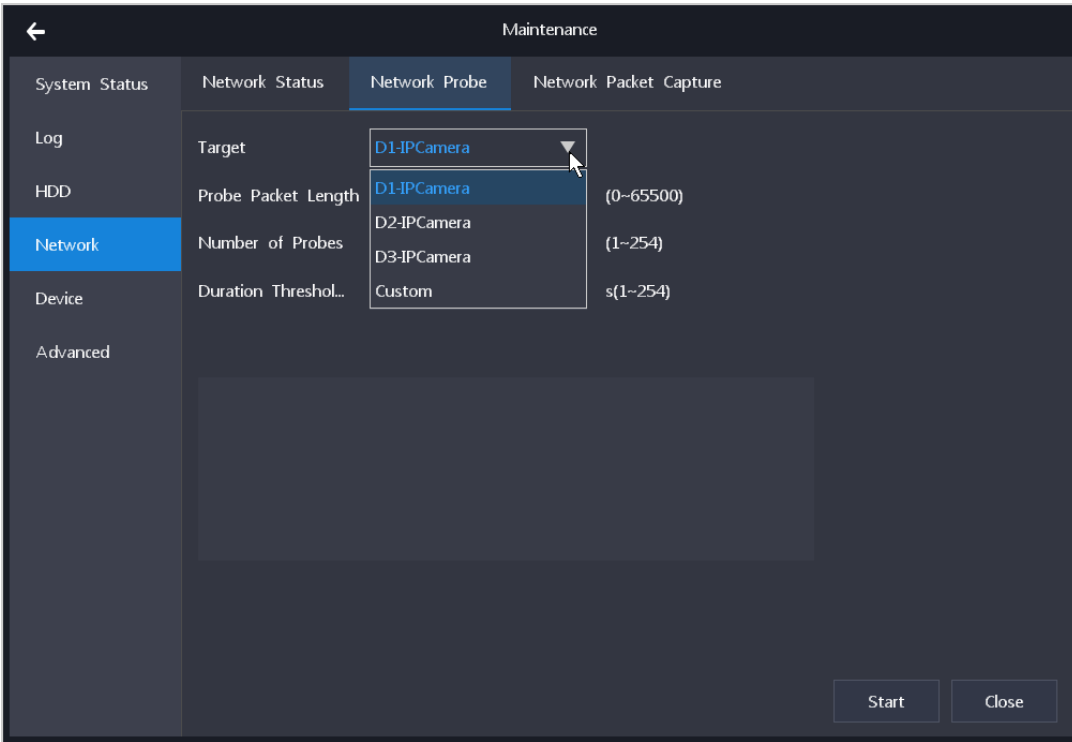 Maintenance
System Status
Log
HDD
Network
Device
Advanced
Network Status
Network Probe
Network Packet Capture
Target
D1-IPCamera
D1-IPCamera
D2-IPCamera
D3-IPCamera
Custom
Probe Packet Length
(0~65500)
Number of Probes
(1~254)
Duration Threshol...
s(1~254)
Start
Close